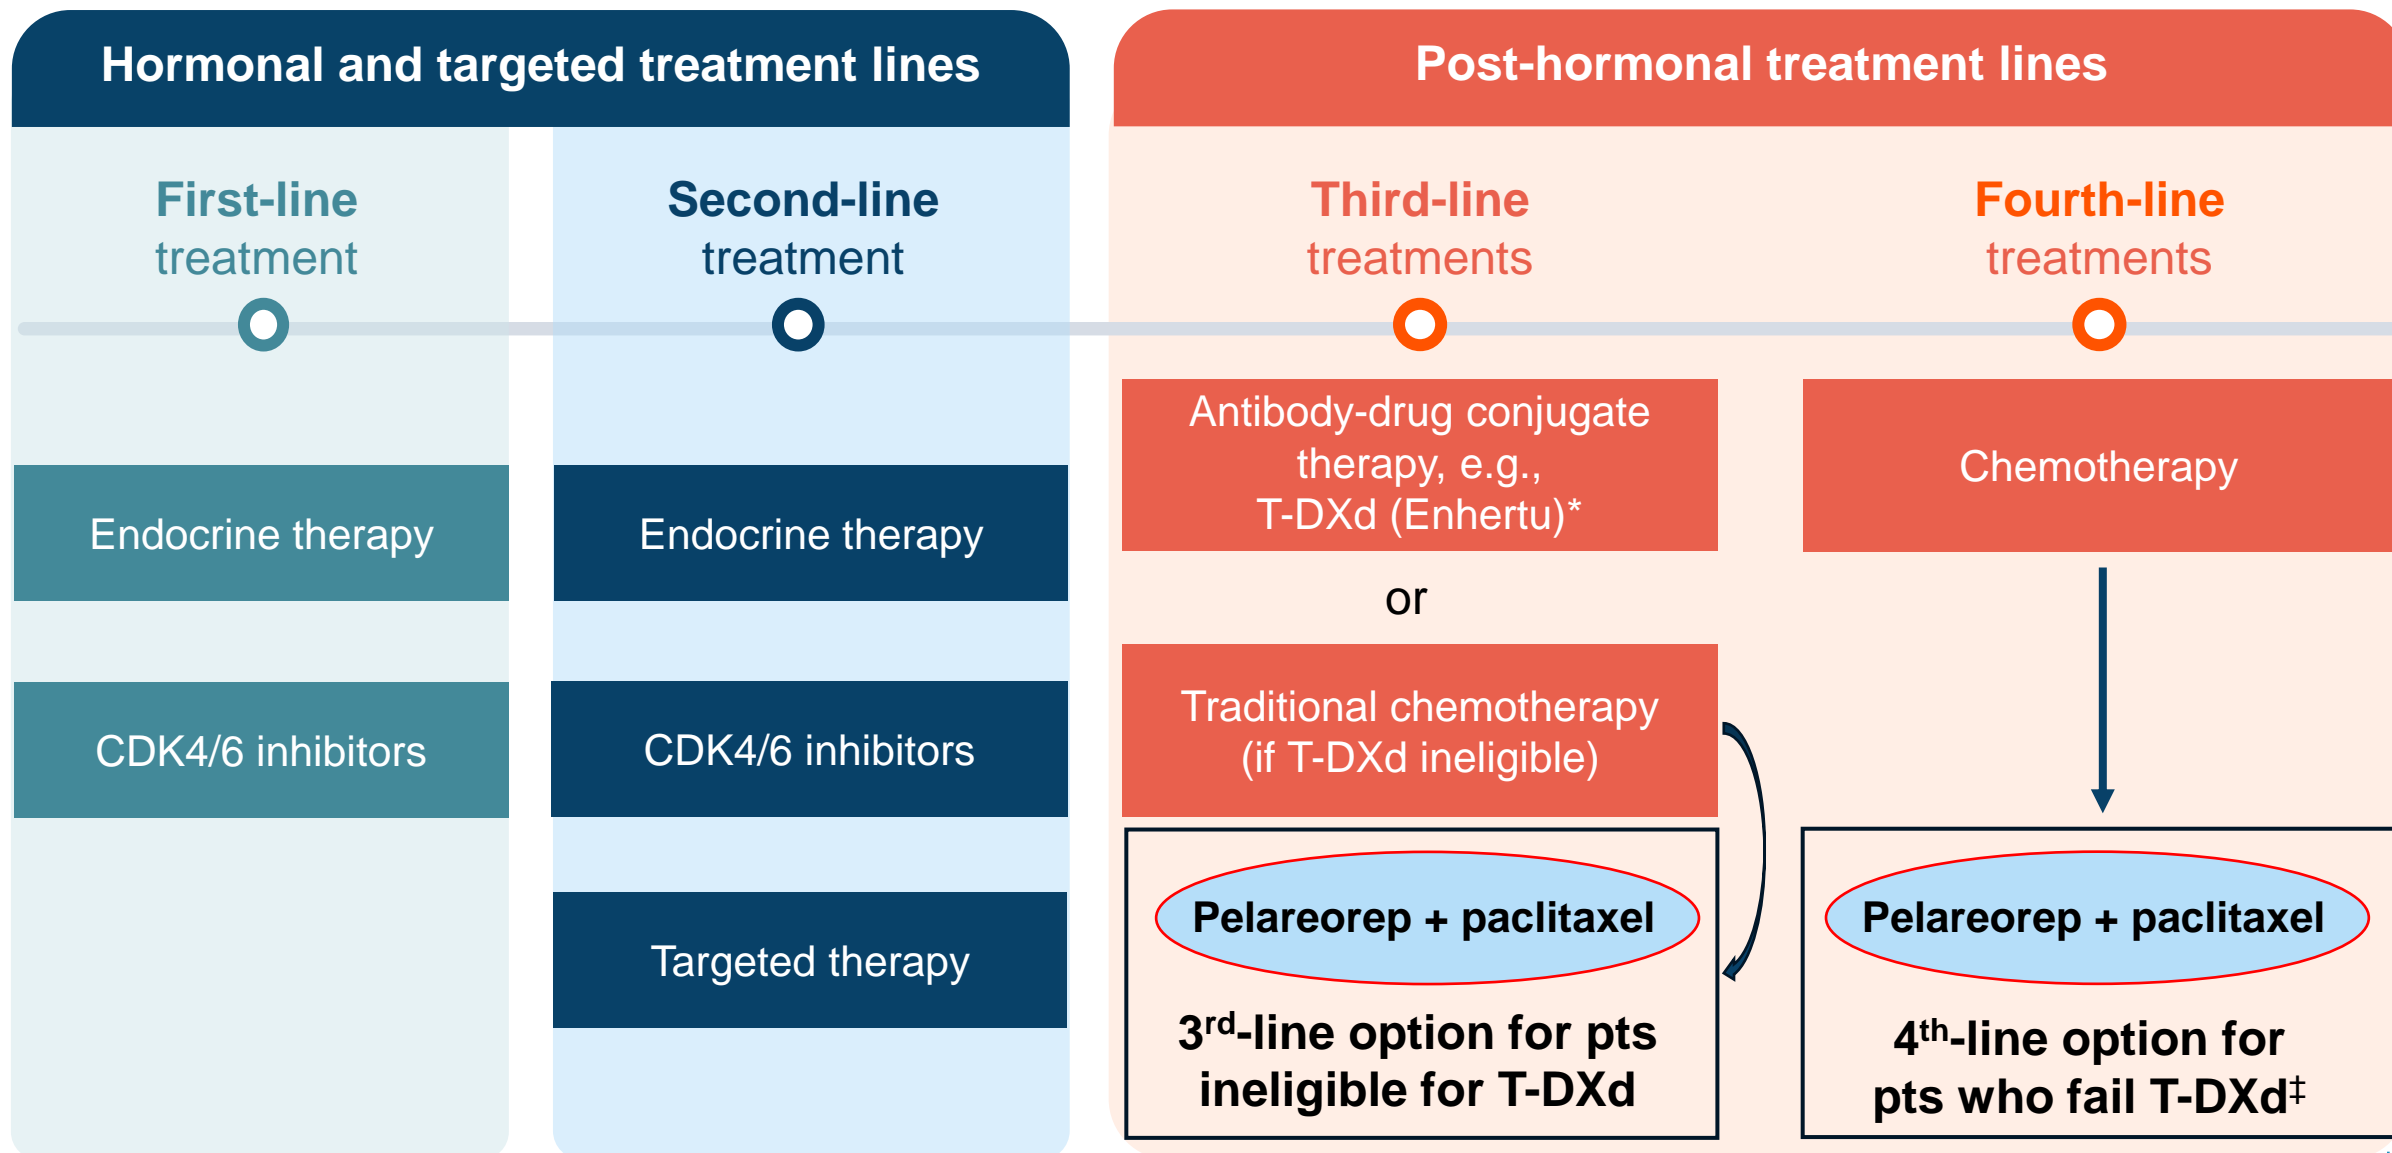 Hormonal and targeted treatment lines
Post-hormonal treatment lines
First-line
treatment
Second-line
treatment
Third-line
treatments
Fourth-line
treatments
Endocrine therapy
CDK4/6 inhibitors
Endocrine therapy
CDK4/6 inhibitors
Targeted therapy
Antibody-drug conjugate
therapy, e.g.,
T-DXd (Enhertu)*
or
Traditional chemotherapy
(if T-DXd ineligible)
Pelareorep + paclitaxel
3rd-line option for pts
ineligible for T-DXd
Chemotherapy
Pelareorep + paclitaxel
4th-line option for
pts who fail T-DXd‡